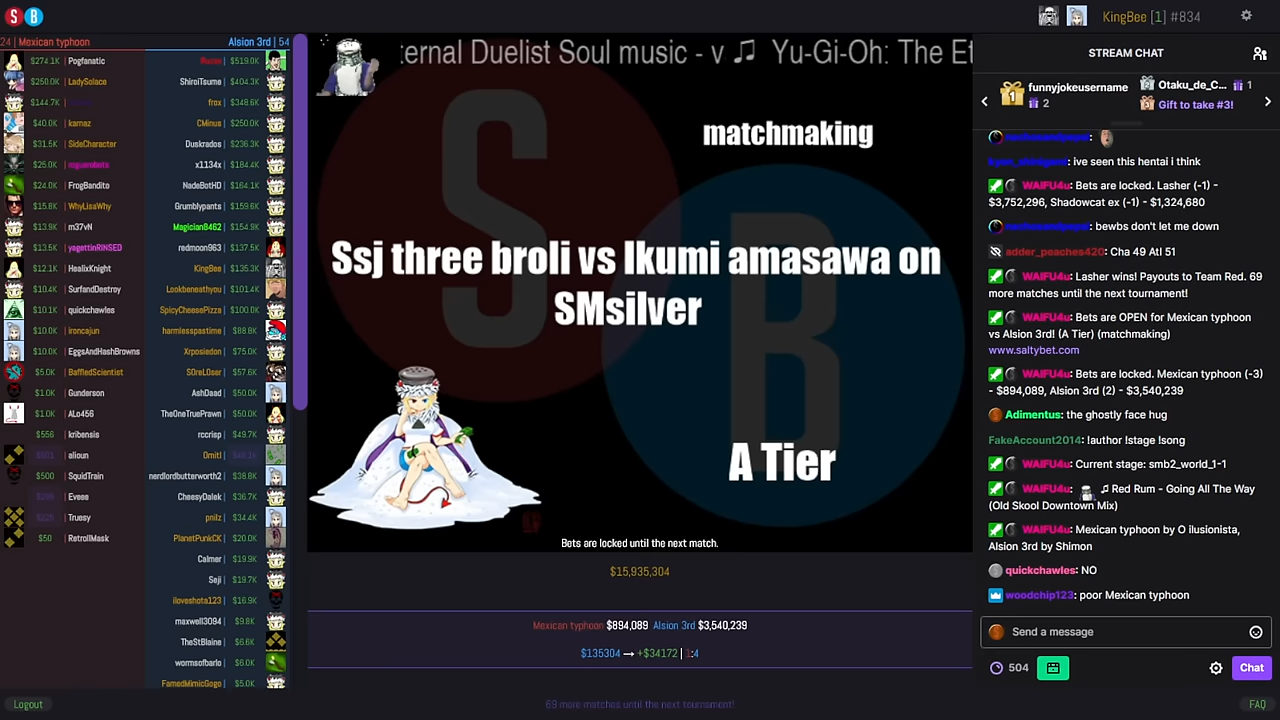 S B
KingBee [1] #834
24 | Mexican typhoon
Alsion 3rd | 54
$274.1K | Pogfanatic
$519.0K
$250.0K | LadySolace
ShiroiTsume | $404.3K
$144.7K
frox | $348.6K
$40.0K | karnaz
CMinus | $250.0K
$31.5K | SideCharacter
Duskrados | $236.3K
$25.0K | roguerobots
x1134x | $184.4K
$24.0K | FrogBandito
NadeBotHD | $164.1K
$15.8K | WhyLisaWhy
Grumblypants | $159.6K
$13.9K | m37vN
Magician8462 | $154.9K
$13.5K | yagettinRINSED
redmoon963 | $137.5K
$12.1K | HealixKnight
KingBee | $135.3K
$10.4K | SurfandDestroy
Lookbeneathyou | $101.4K
$10.1K | quickchawles
SpicyCheesePizza | $100.0K
$10.0K | ironcajun
harmlesspastime | $88.8K
$10.0K | EggsAndHashBrowns
Xrposiedon | $75.0K
$5.0K | BaffledScientist
S0reL0ser | $57.6K
$1.0K | Gunderson
AshDaad | $50.0K
$1.0K | ALo456
TheOneTruePrawn | $50.0K
$556 | kribensis
rccrisp | $49.7K
alioun
Omitl
$500 | SquidTrain
nerdlordbutterworth2 | $38.8K
Eveee
CheesyDalek | $36.7K
Truesy
pnilz | $34.4K
$50 | RetrollMask
PlanetPunkCK | $20.0K
Calmer | $19.9K
Seji | $19.7K
iloveshota123 | $16.9K
maxwell3094 | $9.8K
TheStBlaine | $6.6K
wormsofbarlo | $6.0K
FamedMimicGogo | $5.0K
ternal Duelist Soul music - v ♫ Yu-Gi-Oh: The Et
S
B
matchmaking
Ssj three broli vs Ikumi amasawa on
SMsilver
A Tier
Bets are locked until the next match.
$15,935,304
Mexican typhoon $894,089 Alsion 3rd $3,540,239
$135304 → +$34172 | 1:4
STREAM CHAT
1 funnyjokeusername
2
Otaku_de_C... 1
Gift to take #3!
: ive seen this hentai i think
WAIFU4u: Bets are locked. Lasher (-1) -
$3,752,296, Shadowcat ex (-1) - $1,324,680
: bewbs don't let me down
adder_peaches420: Cha 49 Atl 51
WAIFU4u: Lasher wins! Payouts to Team Red. 69
more matches until the next tournament!
WAIFU4u: Bets are OPEN for Mexican typhoon
vs Alsion 3rd! (A Tier) (matchmaking)
www.saltybet.com
WAIFU4u: Bets are locked. Mexican typhoon (-3)
- $894,089, Alsion 3rd (2) - $3,540,239
Adimentus: the ghostly face hug
FakeAccount2014: !author !stage !song
WAIFU4u: Current stage: smb2_world_1-1
WAIFU4u: ♫ Red Rum - Going All The Way
(Old Skool Downtown Mix)
WAIFU4u: Mexican typhoon by O ilusionista,
Alsion 3rd by Shimon
quickchawles: NO
woodchip123: poor Mexican typhoon
Send a message
504
Chat
Logout
69 more matches until the next tournament!
FAQ